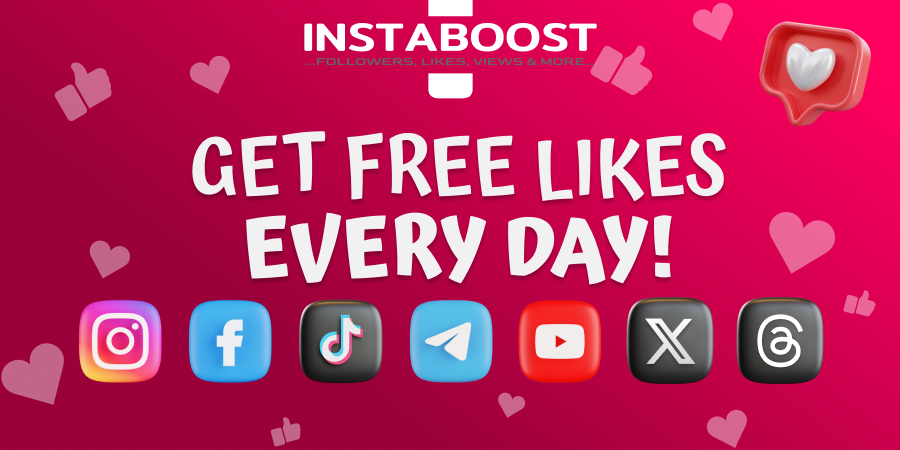 INSTABOOST
...FOLLOWERS, LIKES, VIEWS & MORE...
GET FREE LIKES
EVERY DAY!